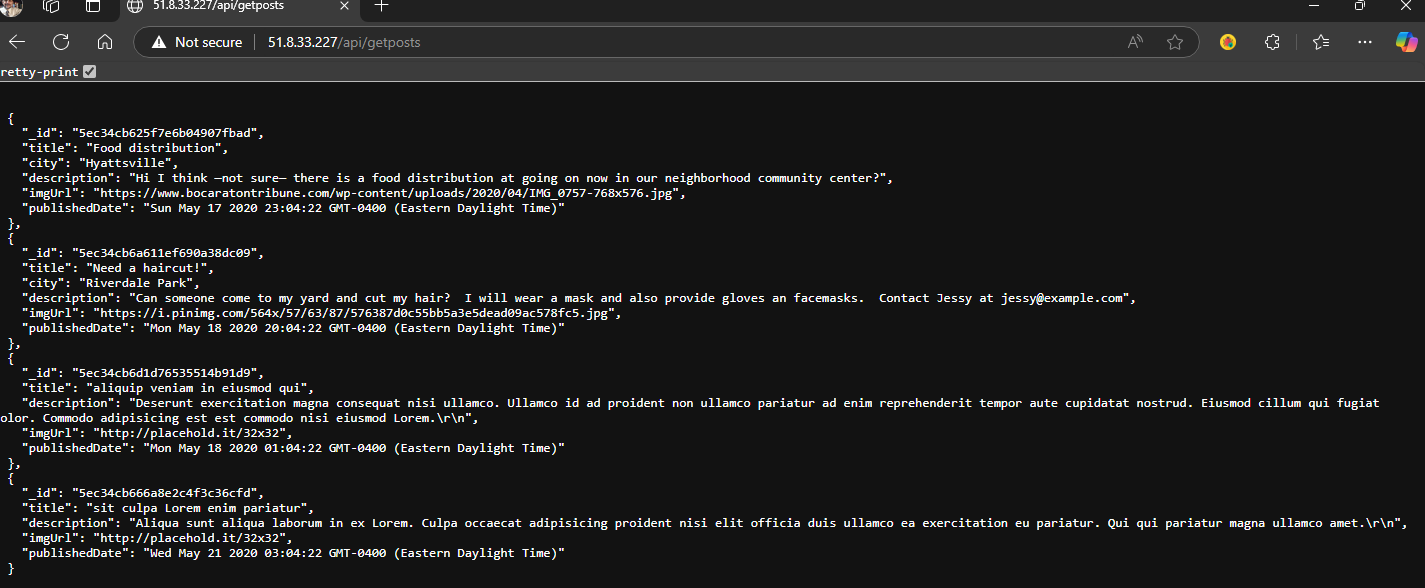 51.8.33.227/api/getposts
Not secure 51.8.33.227/api/getposts
retty-print
{
"_id": "5ec34cb625f7e6b04907fbad",
"title": "Food distribution",
"city": "Hyattsville",
"description": "Hi I think —not sure— there is a food distribution at going on now in our neighborhood community center?",
"imgUrl": "https://www.bocaratontribune.com/wp-content/uploads/2020/04/IMG_0757-768x576.jpg",
"publishedDate": "Sun May 17 2020 23:04:22 GMT-0400 (Eastern Daylight Time)"
},
{
"_id": "5ec34cb6a611ef690a38dc09",
"title": "Need a haircut!",
"city": "Riverdale Park",
"description": "Can someone come to my yard and cut my hair?  I will wear a mask and also provide gloves an facemasks.  Contact Jessy at jessy@example.com",
"imgUrl": "https://i.pinimg.com/564x/57/63/87/576387d0c55bb5a3e5dead09ac578fc5.jpg",
"publishedDate": "Mon May 18 2020 20:04:22 GMT-0400 (Eastern Daylight Time)"
},
{
"_id": "5ec34cb6d1d76535514b91d9",
"title": "aliquip veniam in eiusmod qui",
"description": "Deserunt exercitation magna consequat nisi ullamco. Ullamco id ad proident non ullamco pariatur ad enim reprehenderit tempor aute cupidatat nostrud. Eiusmod cillum qui fugiat
olor. Commodo adipisicing est est commodo nisi eiusmod Lorem.\r\n",
"imgUrl": "http://placehold.it/32x32",
"publishedDate": "Mon May 18 2020 01:04:22 GMT-0400 (Eastern Daylight Time)"
},
{
"_id": "5ec34cb666a8e2c4f3c36cfd",
"title": "sit culpa Lorem enim pariatur",
"description": "Aliqua sunt aliqua laborum in ex Lorem. Culpa occaecat adipisicing proident nisi elit officia duis ullamco ea exercitation eu pariatur. Qui qui pariatur magna ullamco amet.\r\n",
"imgUrl": "http://placehold.it/32x32",
"publishedDate": "Wed May 21 2020 03:04:22 GMT-0400 (Eastern Daylight Time)"
}